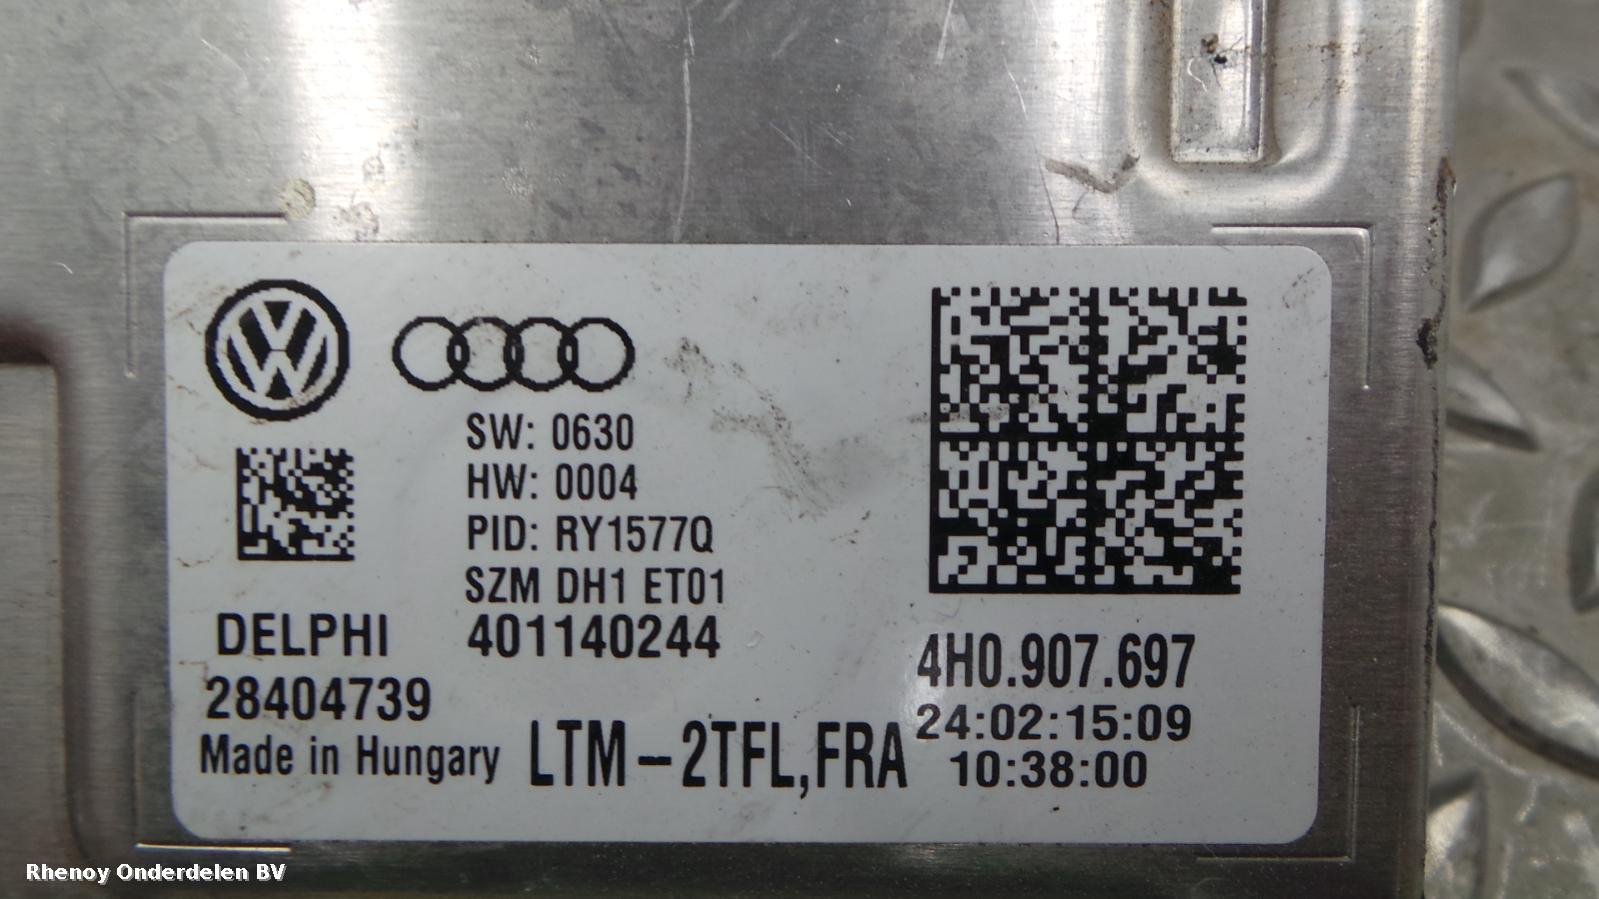 SW: 0630
HW: 0004
PID: RY1577Q
SZM DH1 ET01
DELPHI 401140244
28404739
Made in Hungary
LTM-2TFL,FRA
4H0.907.697
24:02:15:09
10:38:00
Rhenoy Onderdelen BV